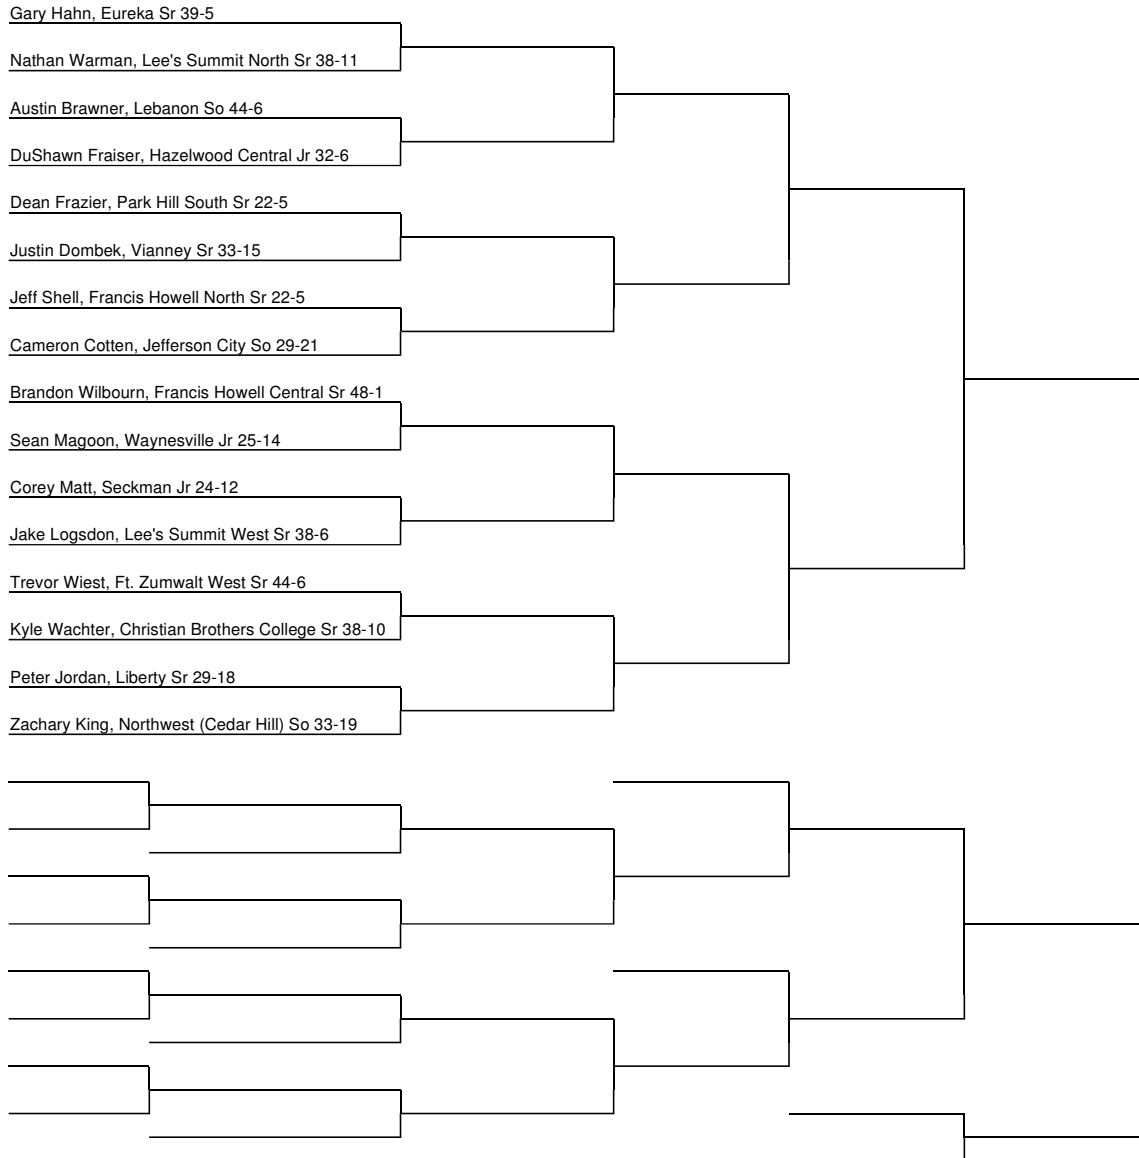 Gary Hahn, Eureka Sr 39-5
Nathan Warman, Lee's Summit North Sr 38-11
Austin Brawner, Lebanon So 44-6
DuShawn Fraiser, Hazelwood Central Jr 32-6
Dean Frazier, Park Hill South Sr 22-5
Justin Dombek, Vianney Sr 33-15
Jeff Shell, Francis Howell North Sr 22-5
Cameron Cotten, Jefferson City So 29-21
Brandon Wilbourn, Francis Howell Central Sr 48-1
Sean Magoon, Waynesville Jr 25-14
Corey Matt, Seckman Jr 24-12
Jake Logsdon, Lee's Summit West Sr 38-6
Trevor Wiest, Ft. Zumwalt West Sr 44-6
Kyle Wachter, Christian Brothers College Sr 38-10
Peter Jordan, Liberty Sr 29-18
Zachary King, Northwest (Cedar Hill) So 33-19